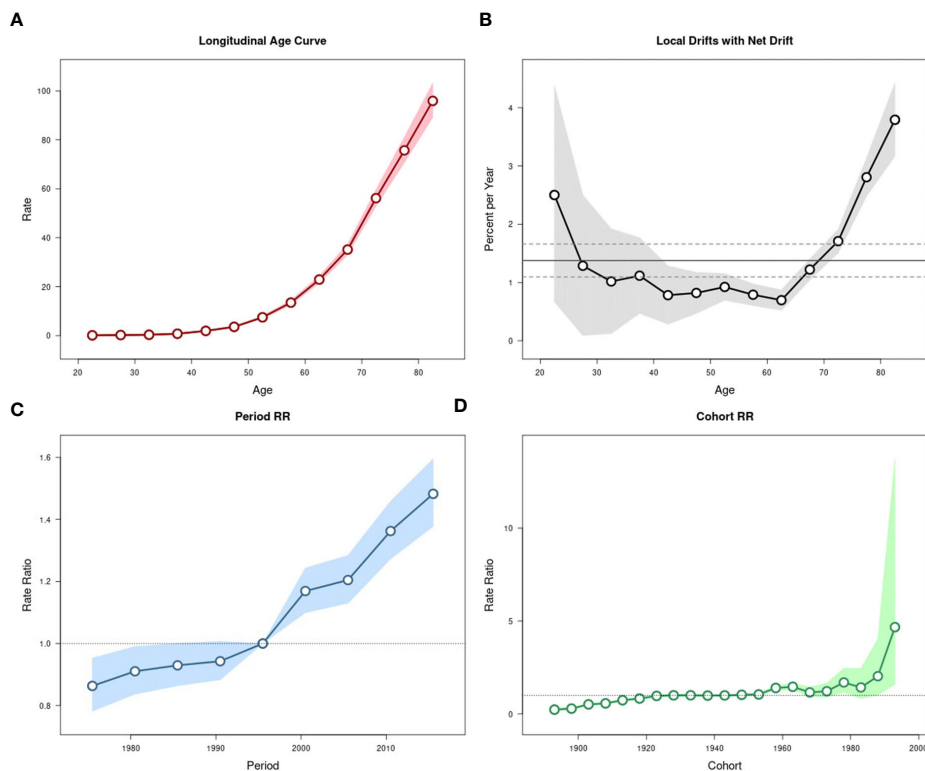 A
B
Longitudinal Age Curve
Local Drifts with Net Drift
100
80
60
40
20
0
Rate
20 30 40 50 60 70 80
Age
4
3
2
1
0
Percent per Year
20 30 40 50 60 70 80
Age
C
D
Period RR
Cohort RR
1.6
1.4
1.2
1.0
0.8
Rate Ratio
1980 1990 2000 2010
Period
10
5
0
Rate Ratio
1900 1920 1940 1960 1980 2000
Cohort